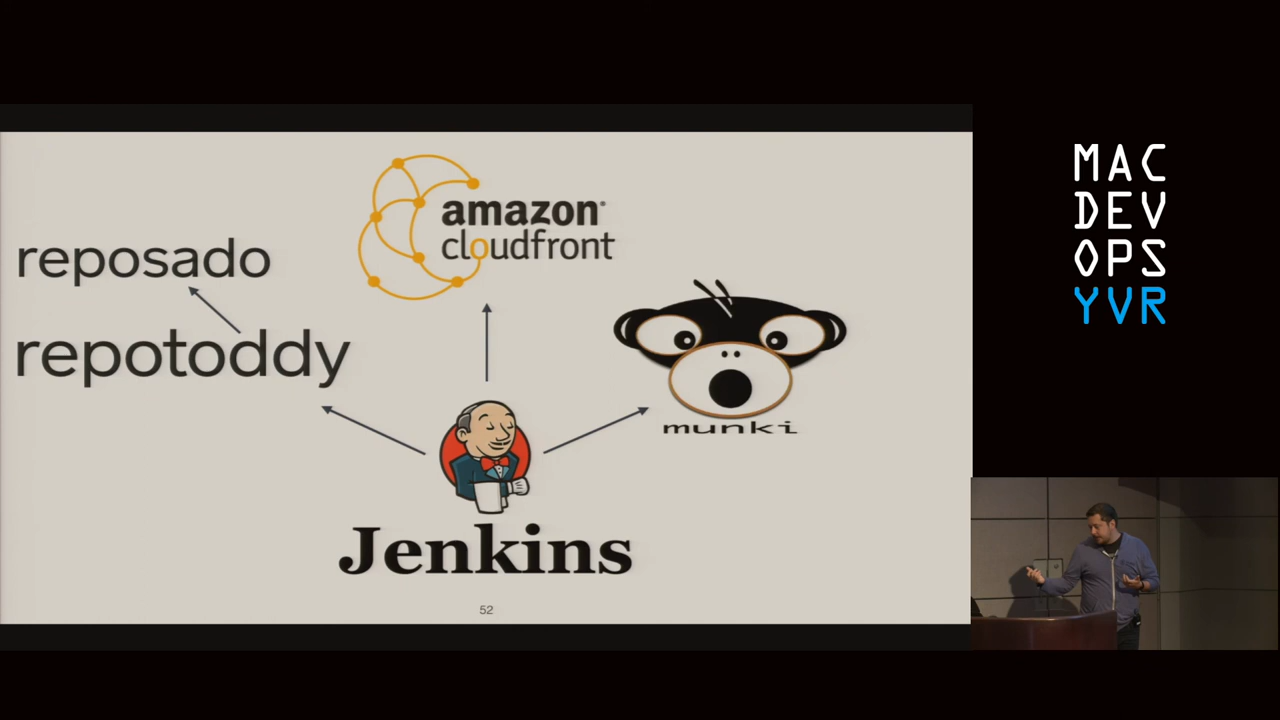 reposado
repotoddy
amazon
cloudfront
munki
Jenkins
52
MAC
DEV
OPS
YVR